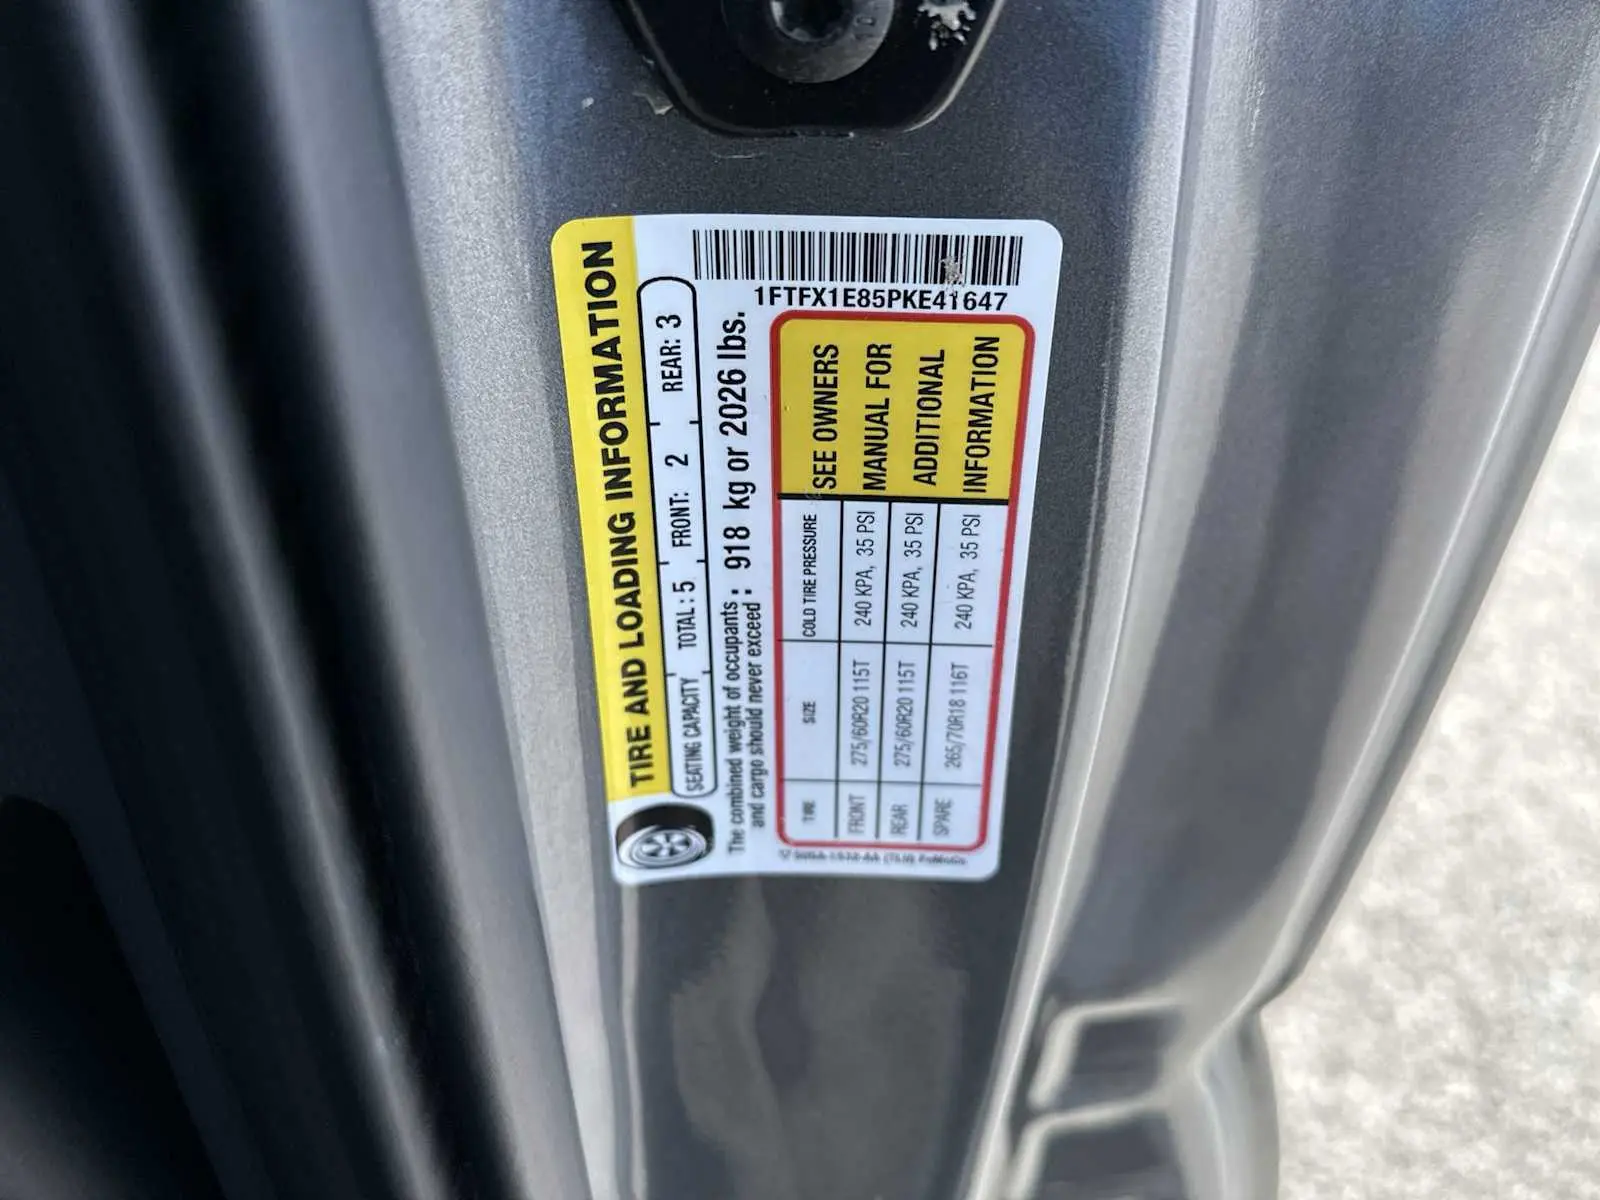 TIRE AND LOADING INFORMATION
SEATING CAPACITY TOTAL: 5 FRONT: 2 REAR: 3
The combined weight of occupants and cargo should never exceed: 918 kg or 2026 lbs.
1FTFX1E85PKE41647
TIRE SIZE COLD TIRE PRESSURE
FRONT 275/60R20 115T 240 KPA, 35 PSI
REAR 275/60R20 115T 240 KPA, 35 PSI
SPARE 265/70R18 116T 240 KPA, 35 PSI
SEE OWNERS
MANUAL FOR
ADDITIONAL
INFORMATION
10